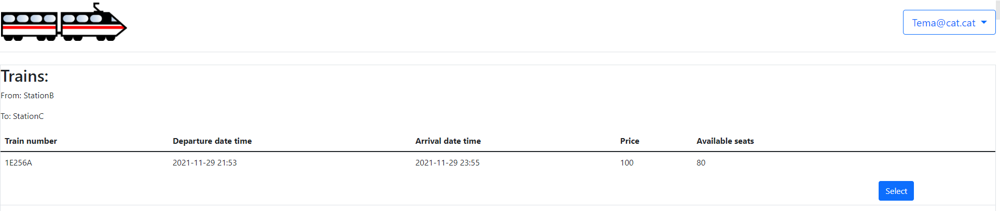 Tema@cat.cat
Trains:
From: StationB
To: StationC
Train number Departure date time Arrival date time Price Available seats
1E256A 2021-11-29 21:53 2021-11-29 23:55 100 80
Select